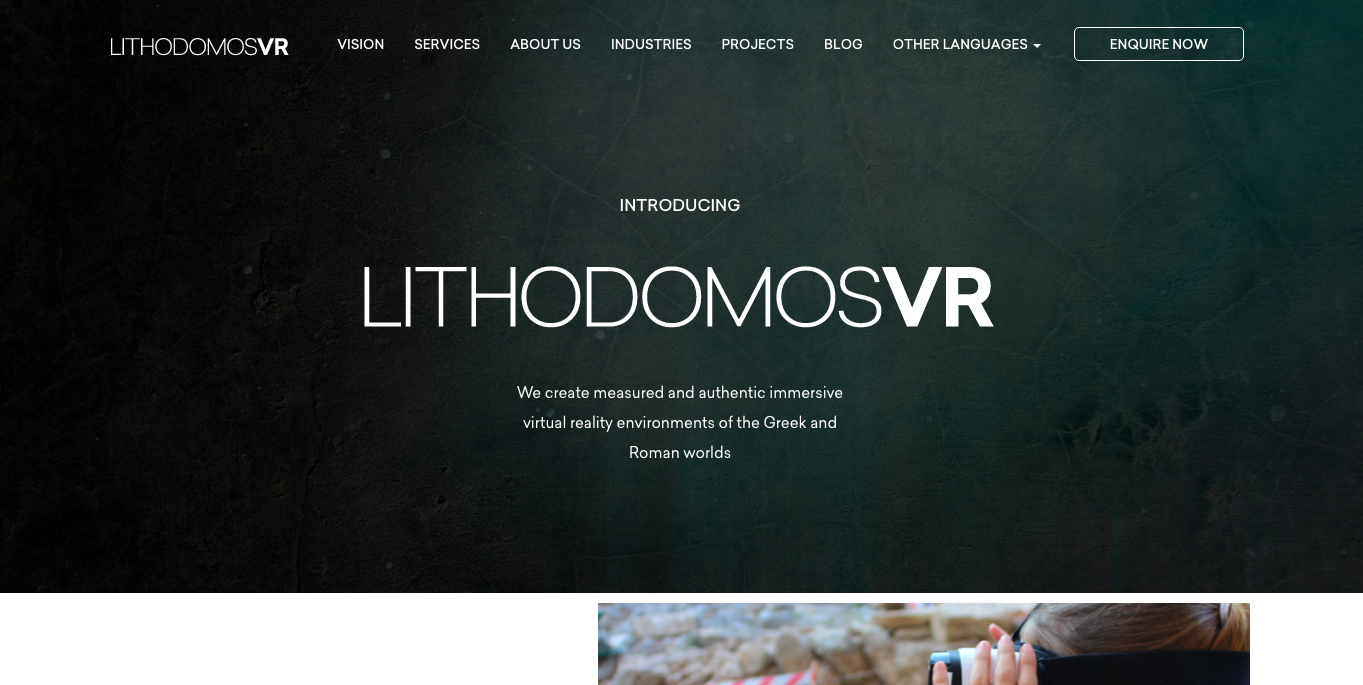 LITHODOMOSVR
VISION
SERVICES
ABOUT US
INDUSTRIES
PROJECTS
BLOG
OTHER LANGUAGES
ENQUIRE NOW
INTRODUCING
LITHODOMOSVR
We create measured and authentic immersive
virtual reality environments of the Greek and
Roman worlds